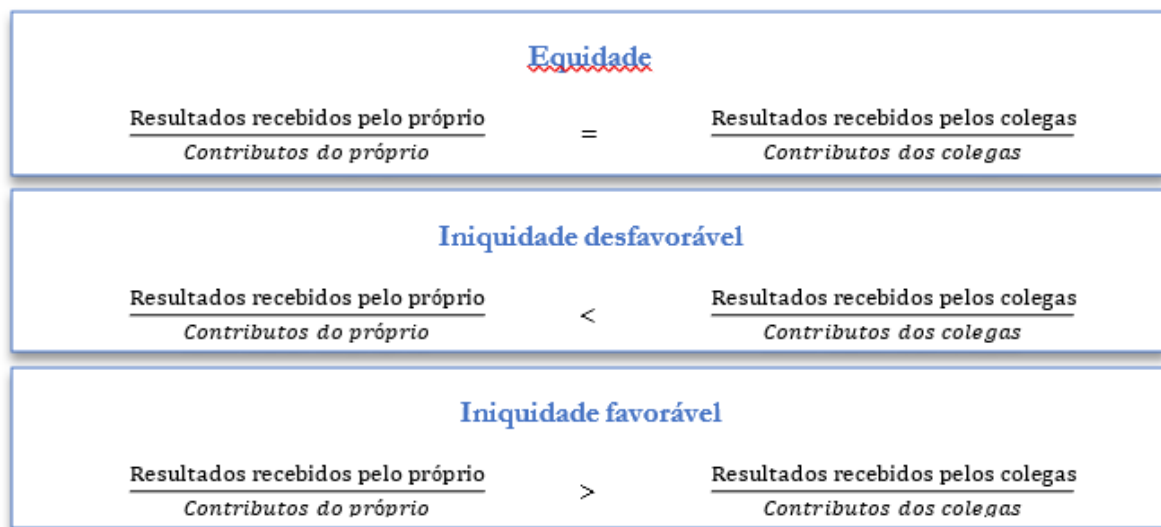 Equidade
Resultados recebidos pelo próprio = Resultados recebidos pelos colegas
Contributos do próprio Contributos dos colegas
Iniquidade desfavorável
Resultados recebidos pelo próprio < Resultados recebidos pelos colegas
Contributos do próprio Contributos dos colegas
Iniquidade favorável
Resultados recebidos pelo próprio > Resultados recebidos pelos colegas
Contributos do próprio Contributos dos colegas